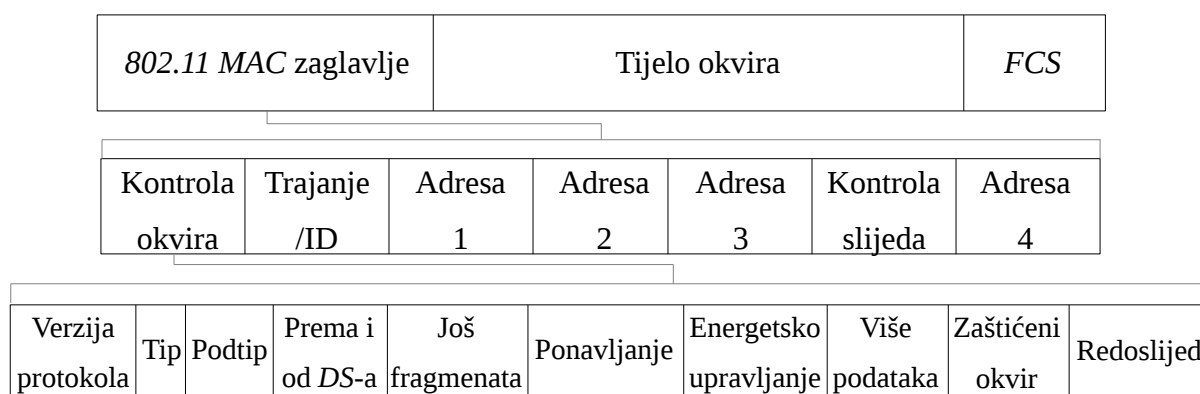 802.11 MAC zaglavlje Tijelo okvira FCS
Kontrola Trajanje Adresa Adresa Adresa Kontrola Adresa
okvira /ID 1 2 3 slijeda 4
Verzija Prema i Još Energetsko Više Zaštićeni
Tip Podtip Ponavljanje Redoslijed
protokola od DS-a fragmenata upravljanje podataka okvir